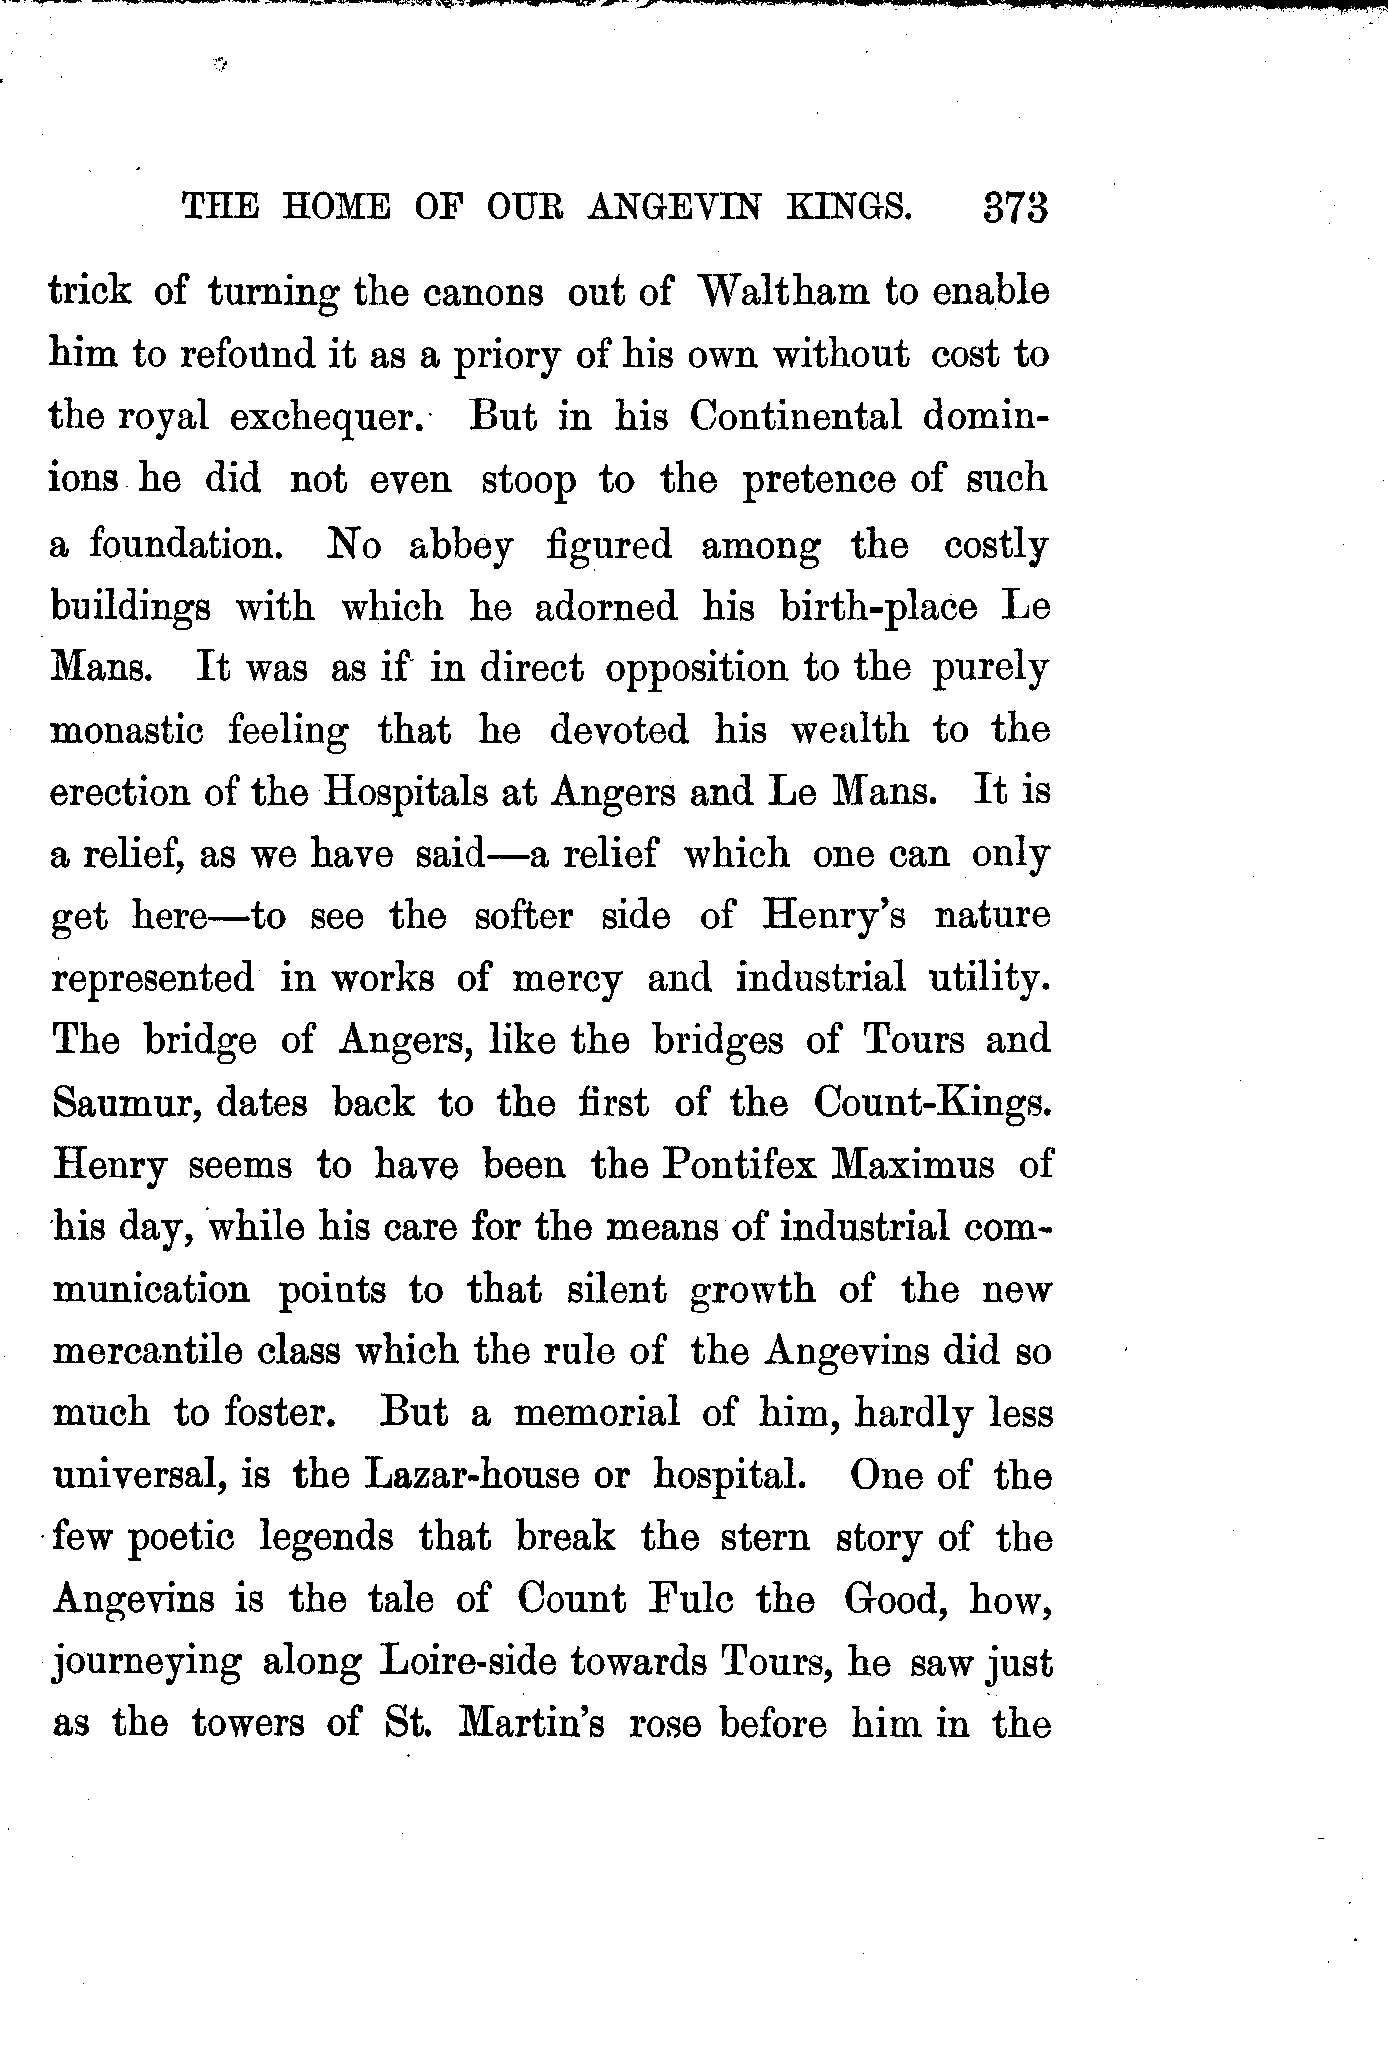 THE HOME OF OUR ANGEVIN KINGS. 373
trick of turning the canons out of Waltham to enable
him to refound it as a priory of his own without cost to
the royal exchequer. But in his Continental domin-
ions he did not even stoop to the pretence of such
a foundation. No abbey figured among the costly
buildings with which he adorned his birth-place Le
Mans. It was as if in direct opposition to the purely
monastic feeling that he devoted his wealth to the
erection of the Hospitals at Angers and Le Mans. It is
a relief, as we have said—a relief which one can only
get here—to see the softer side of Henry's nature
represented in works of mercy and industrial utility.
The bridge of Angers, like the bridges of Tours and
Saumur, dates back to the first of the Count-Kings.
Henry seems to have been the Pontifex Maximus of
his day, while his care for the means of industrial com-
munication points to that silent growth of the new
mercantile class which the rule of the Angevins did so
much to foster. But a memorial of him, hardly less
universal, is the Lazar-house or hospital. One of the
few poetic legends that break the stern story of the
Angevins is the tale of Count Fulc the Good, how,
journeying along Loire-side towards Tours, he saw just
as the towers of St. Martin's rose before him in the